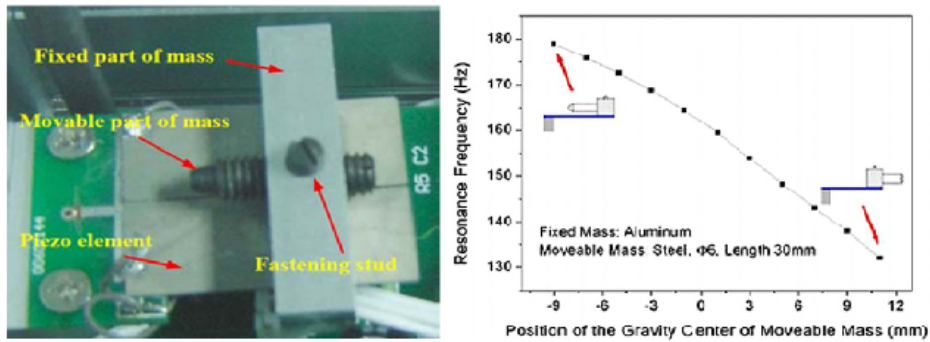 Fixed part of mass
Movable part of mass
Piezo element
Fastening stud
R5 C2
180
170
160
150
140
130
Resonance Frequency (Hz)
Fixed Mass: Aluminum
Moveable Mass: Steel, Φ6, Length 30mm
-9 -6 -3 0 3 6 9 12
Position of the Gravity Center of Moveable Mass (mm)